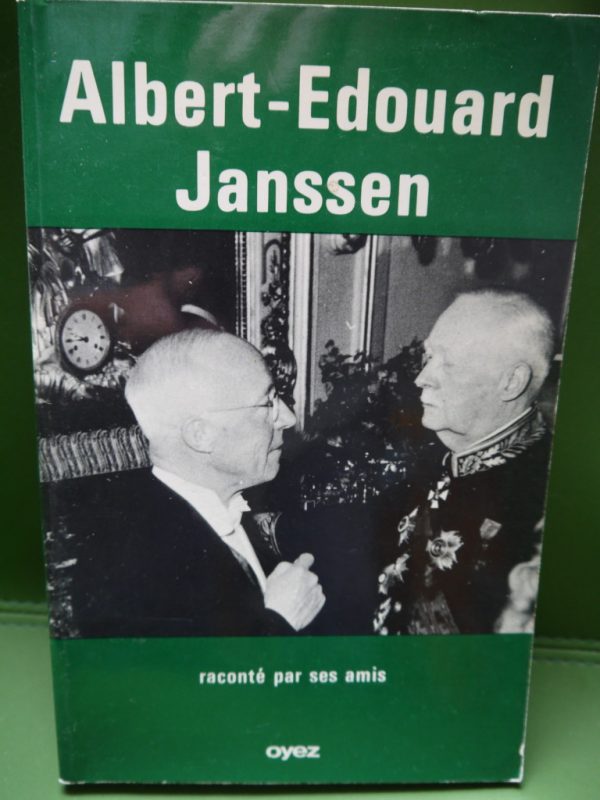 Albert-Edouard
Janssen
raconté par ses amis
oyez